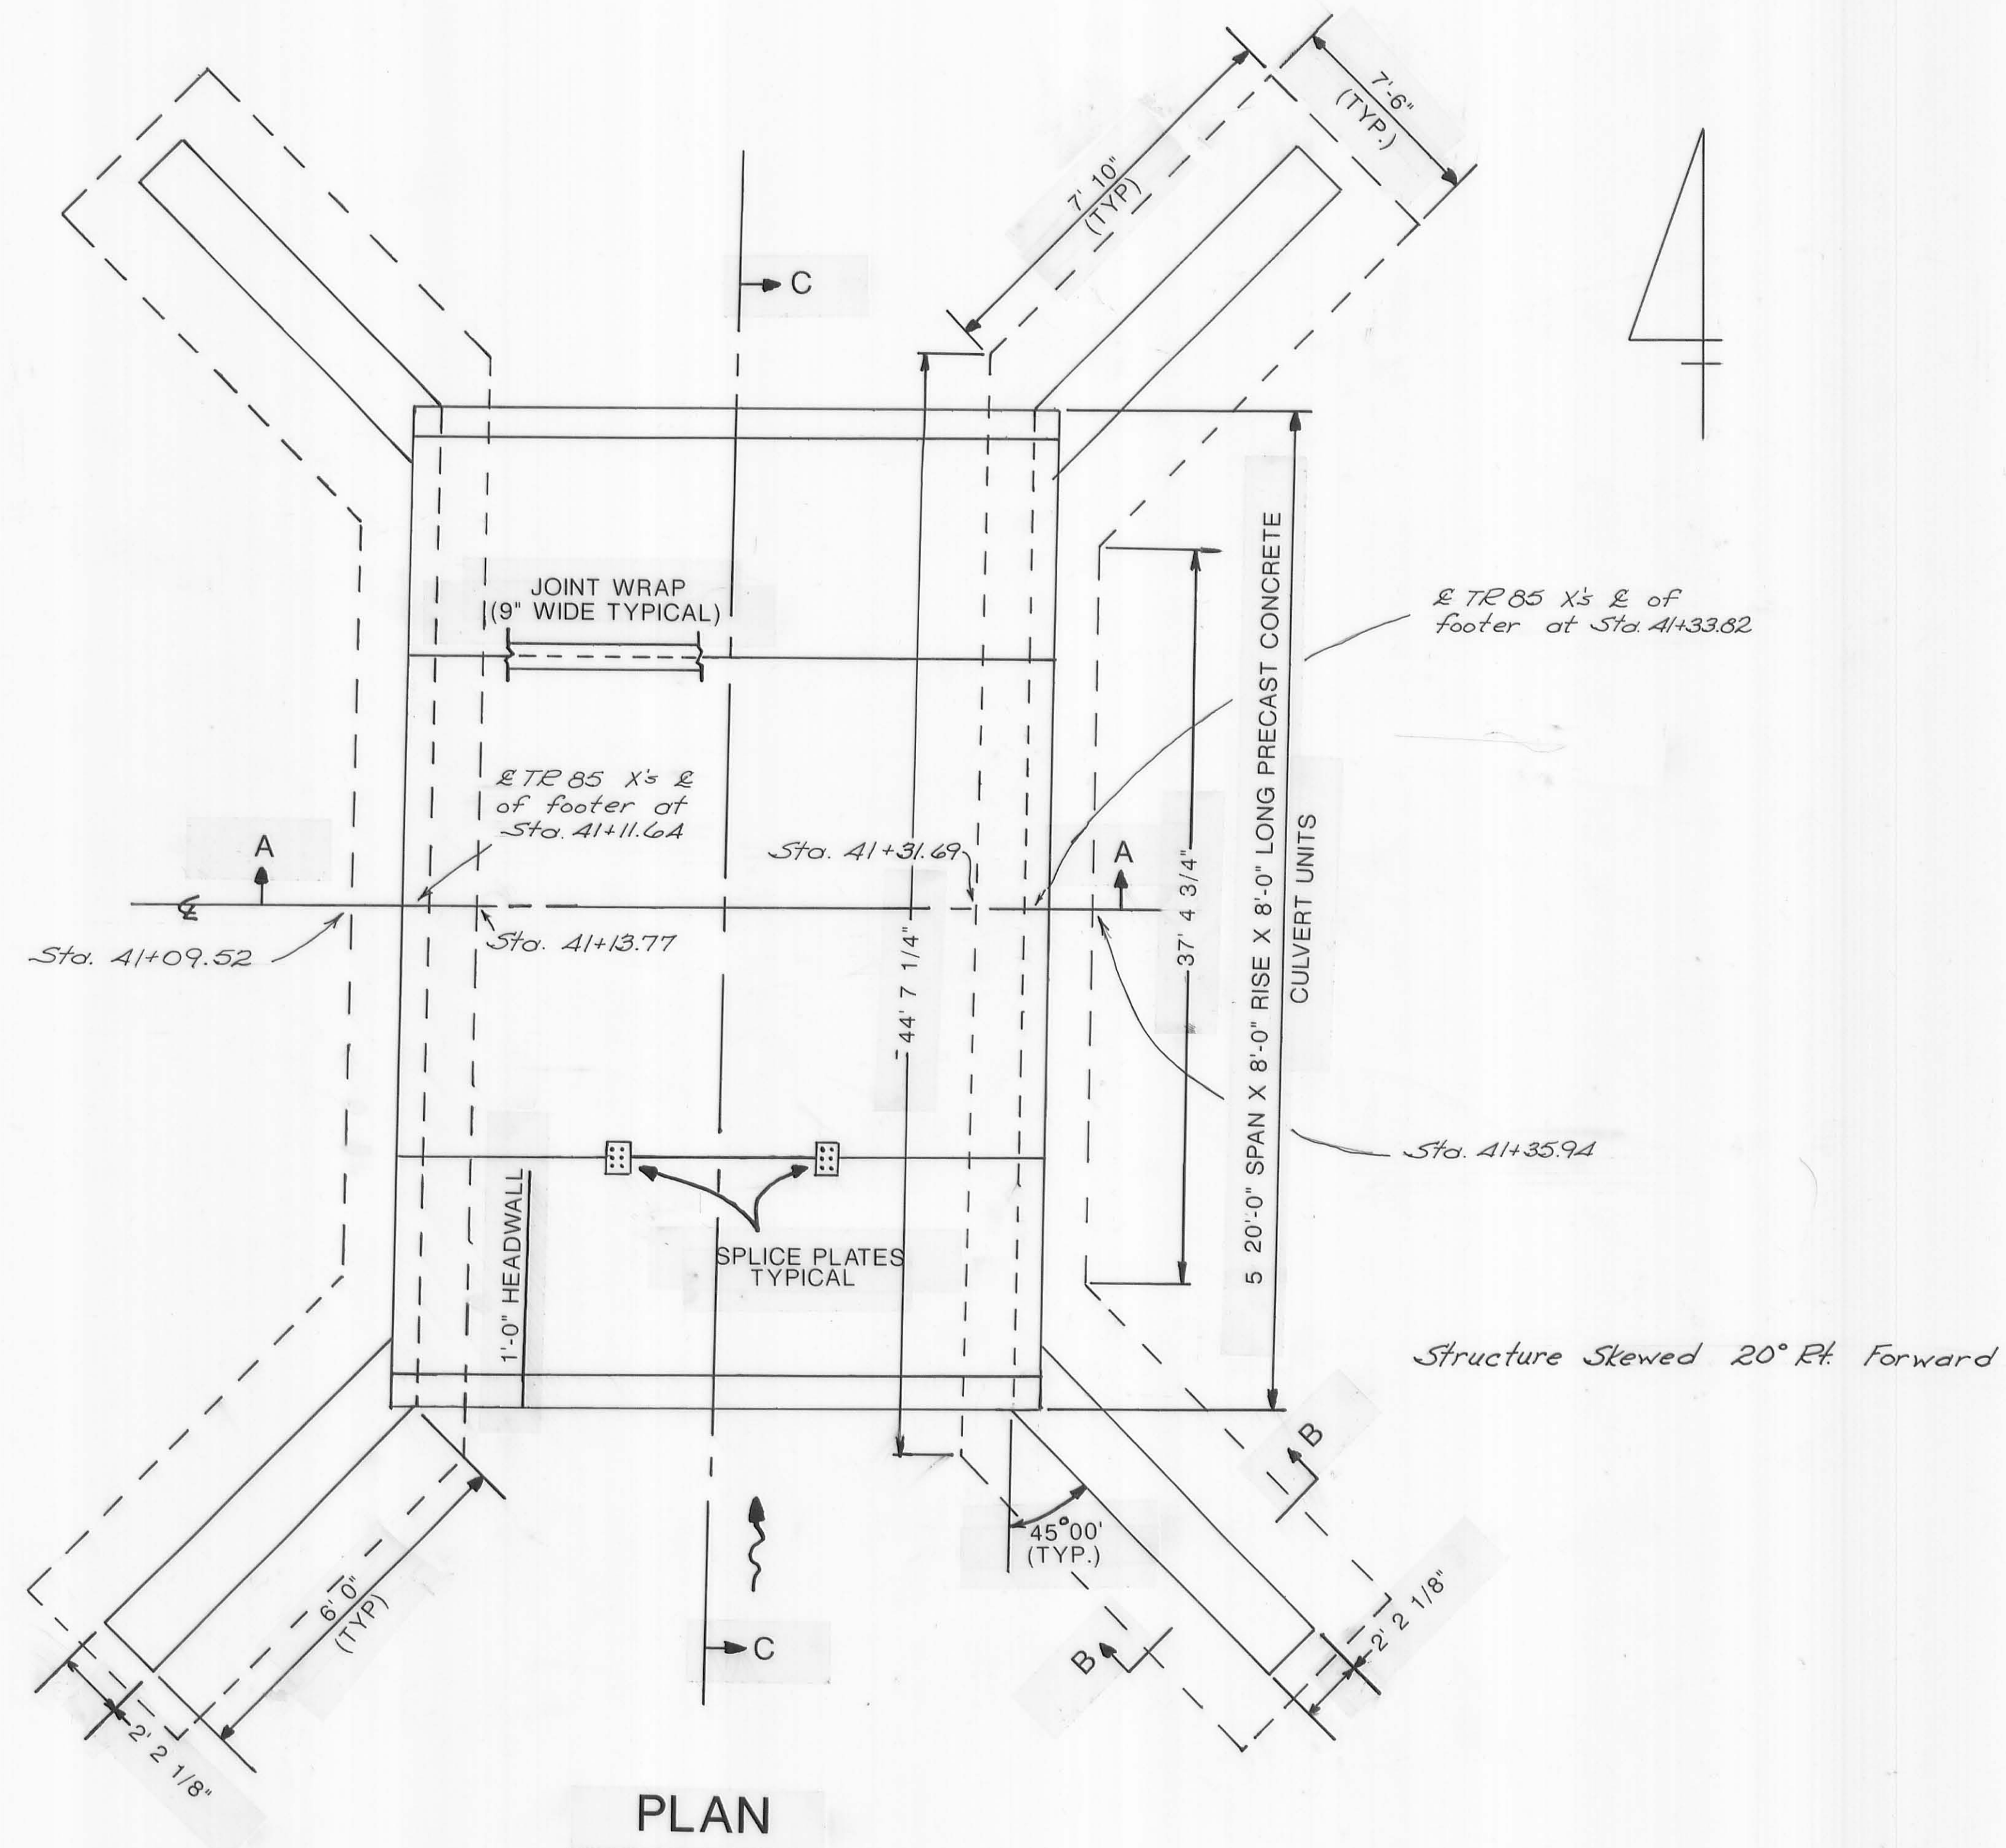 7'-6"
(TYP.)
7' 10"
(TYP)
C
JOINT WRAP
(9" WIDE TYPICAL)
℄ TR 85 X's ℄ of
footer at Sta. 41+33.82
℄ TR 85 X's ℄
of footer at
Sta. 41+11.64
Sta. 41+31.69
A
A
℄
Sta. 41+09.52
Sta. 41+13.77
44' 7 1/4"
37' 4 3/4"
5 20'-0" SPAN X 8'-0" RISE X 8'-0" LONG PRECAST CONCRETE
CULVERT UNITS
Sta. 41+35.94
1'-0" HEADWALL
SPLICE PLATES
TYPICAL
Structure Skewed 20° Rt. Forward
B
45°00'
(TYP.)
6' 0"
(TYP)
C
B
2' 2 1/8"
2' 2 1/8"
PLAN